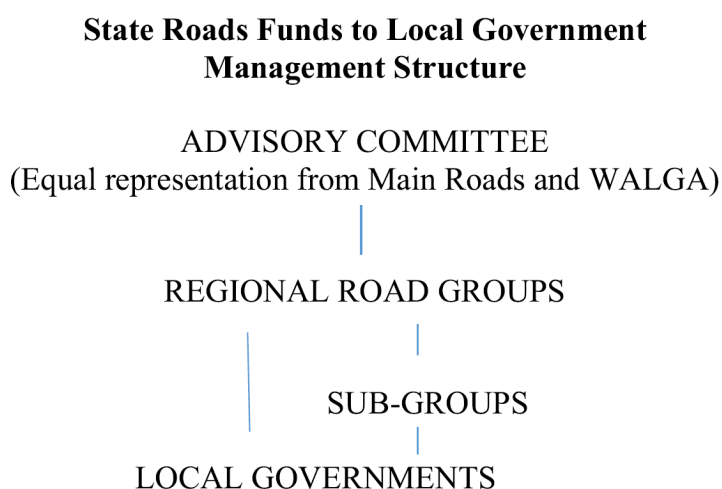 State Roads Funds to Local Government
Management Structure
ADVISORY COMMITTEE
(Equal representation from Main Roads and WALGA)
REGIONAL ROAD GROUPS
SUB-GROUPS
LOCAL GOVERNMENTS